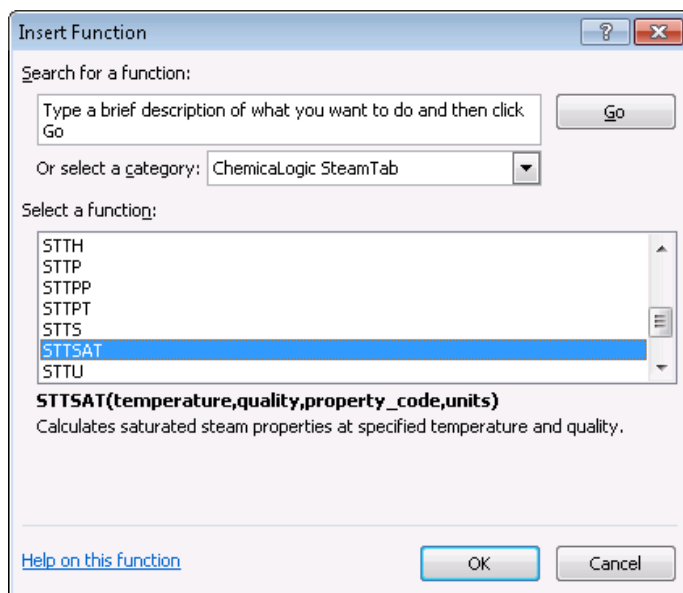 Insert Function
Search for a function:
Type a brief description of what you want to do and then click
Go
Go
Or select a category: ChemicaLogic SteamTab
Select a function:
STTH
STTP
STTPP
STTPT
STTS
STTSAT
STTU
STTSAT(temperature,quality,property_code,units)
Calculates saturated steam properties at specified temperature and quality.
Help on this function
OK
Cancel